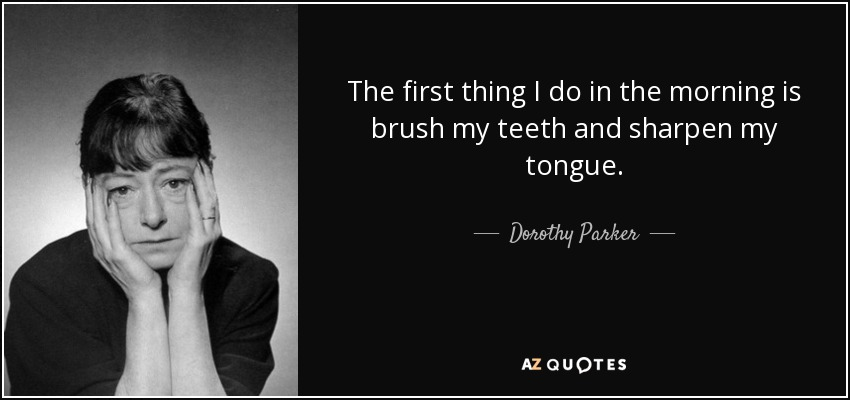 The first thing I do in the morning is
brush my teeth and sharpen my
tongue.
Dorothy Parker
AZ QUOTES